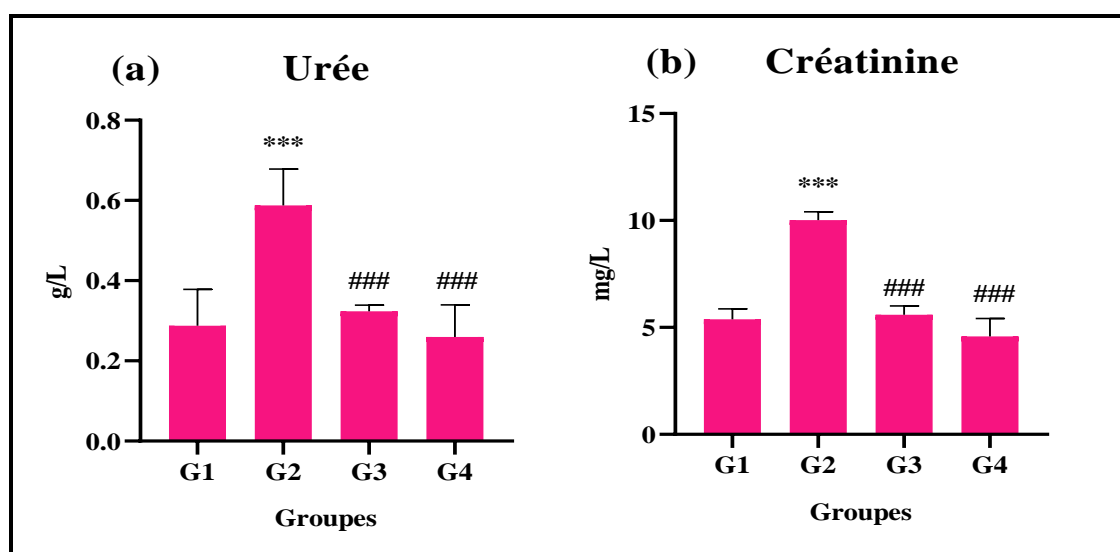 (a) Urée
0.8
***
0.6
0.4
### ###
g/L
0.2
0.0
G1 G2 G3 G4
Groupes
(b) Créatinine
15
***
10
### ###
mg/L
5
0
G1 G2 G3 G4
Groupes